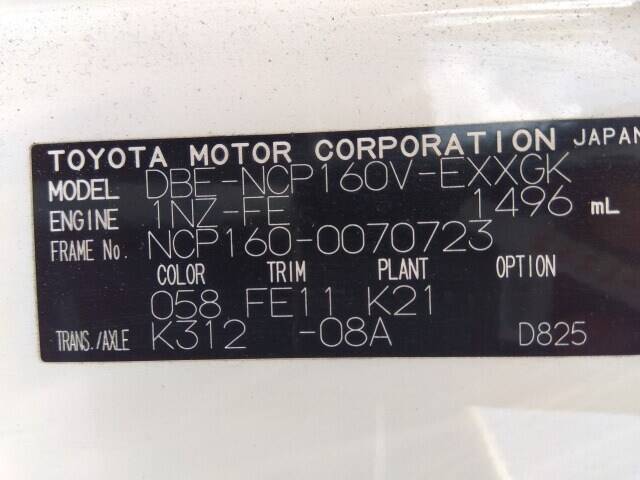 TOYOTA MOTOR CORPORATION JAPAN
MODEL DBE-NCP160V-EXXGK
ENGINE 1NZ-FE 1496 mL
FRAME No. NCP160-0070723
COLOR TRIM PLANT OPTION
058 FE11 K21
TRANS./AXLE K312 -08A D825